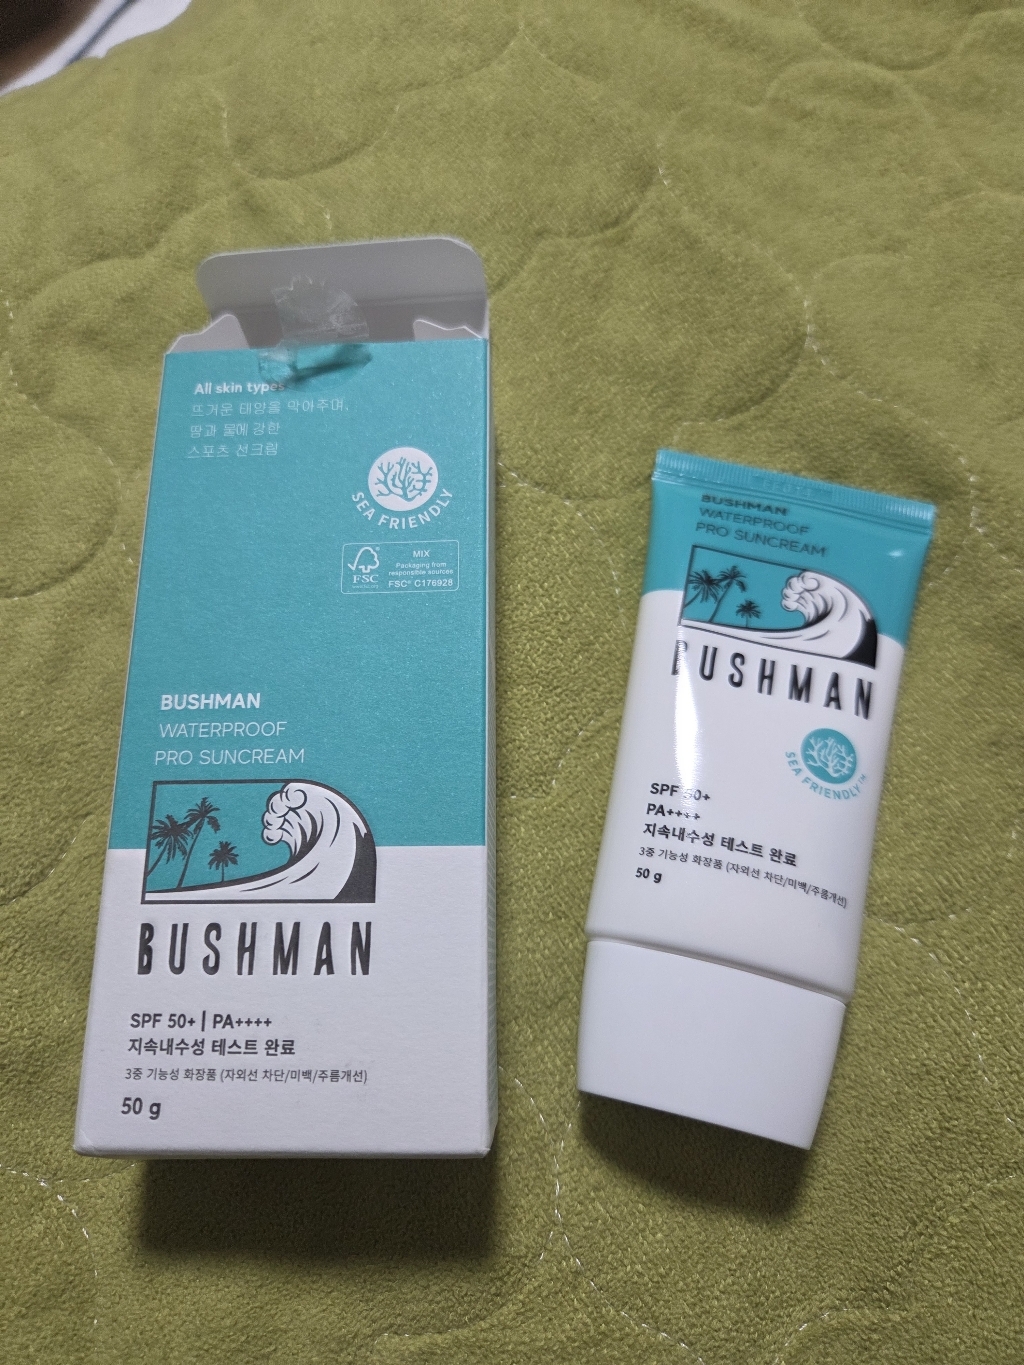 All skin types
뜨거운 태양을 막아주며,
땀과 물에 강한
스포츠 선크림
SEA FRIENDLY
FSC
MIX
Packaging from
responsible sources
FSC® C176928
BUSHMAN
WATERPROOF
PRO SUNCREAM
BUSHMAN
SPF 50+ | PA++++
지속내수성 테스트 완료
3중 기능성 화장품 (자외선 차단/미백/주름개선)
50 g
BUSHMAN
WATERPROOF
PRO SUNCREAM
BUSHMAN
SEA FRIENDLY™
SPF 50+
PA++++
지속내수성 테스트 완료
3중 기능성 화장품 (자외선 차단/미백/주름개선)
50 g